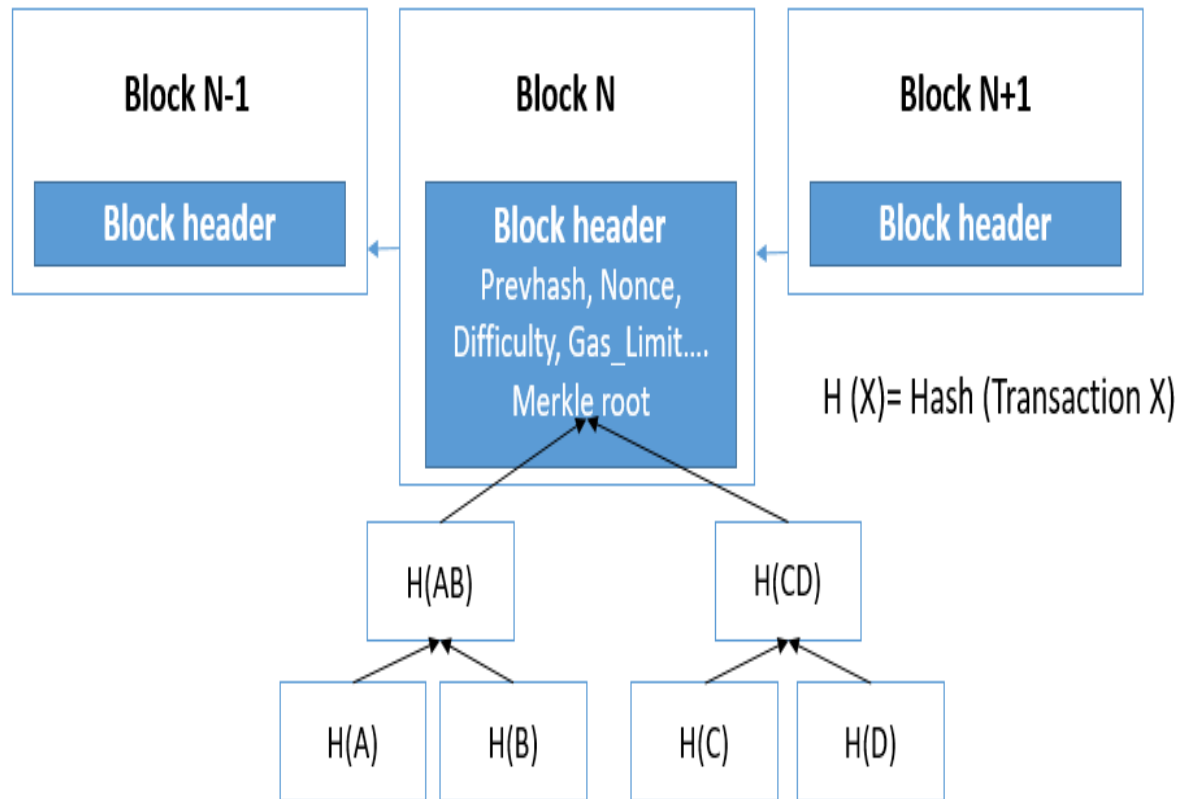 Block N-1
Block N
Block N+1
Block header
Block header
Block header
Prevhash, Nonce,
Difficulty, Gas_Limit....
Merkle root
H (X)= Hash (Transaction X)
H(AB)
H(CD)
H(A)
H(B)
H(C)
H(D)